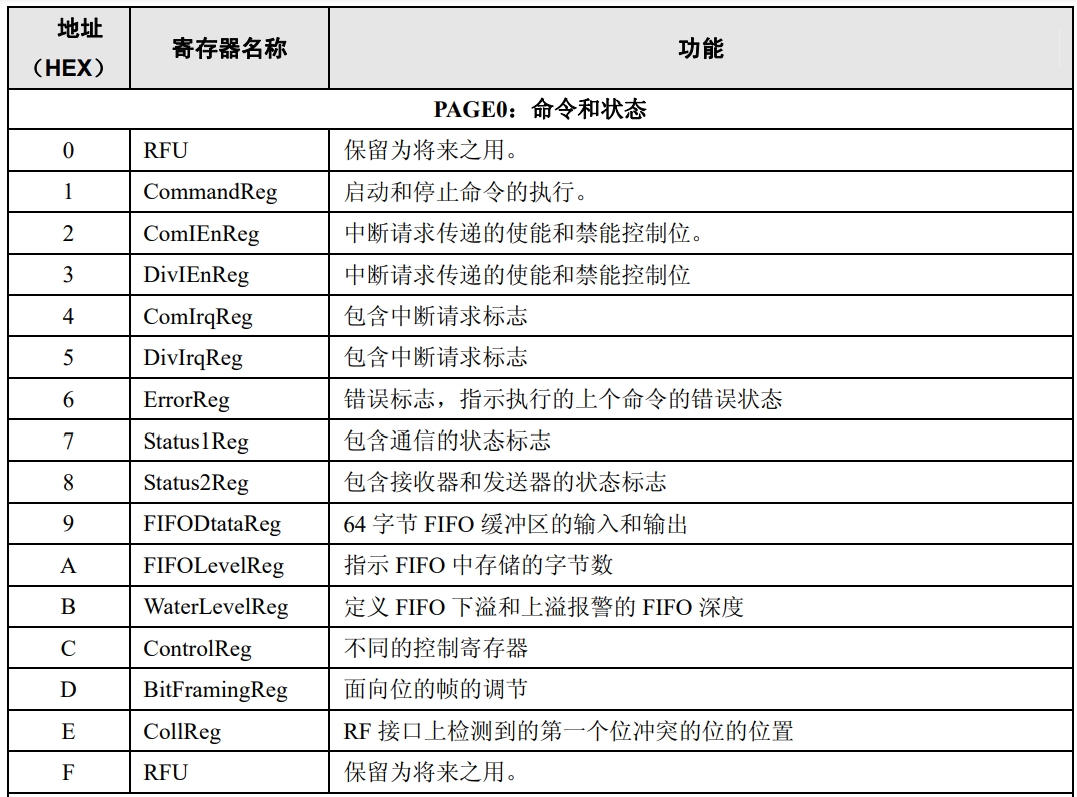 地址 寄存器名称 功能
（HEX）
PAGE0：命令和状态
0 RFU 保留为将来之用。
1 CommandReg 启动和停止命令的执行。
2 ComIEnReg 中断请求传递的使能和禁能控制位。
3 DivIEnReg 中断请求传递的使能和禁能控制位
4 ComIrqReg 包含中断请求标志
5 DivIrqReg 包含中断请求标志
6 ErrorReg 错误标志，指示执行的上个命令的错误状态
7 Status1Reg 包含通信的状态标志
8 Status2Reg 包含接收器和发送器的状态标志
9 FIFODtataReg 64 字节 FIFO 缓冲区的输入和输出
A FIFOLevelReg 指示 FIFO 中存储的字节数
B WaterLevelReg 定义 FIFO 下溢和上溢报警的 FIFO 深度
C ControlReg 不同的控制寄存器
D BitFramingReg 面向位的帧的调节
E CollReg RF 接口上检测到的第一个位冲突的位的位置
F RFU 保留为将来之用。